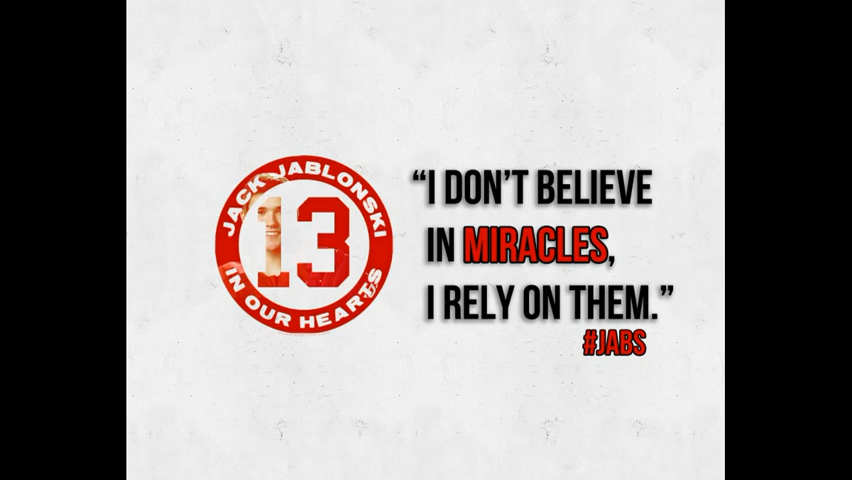 JACK JABLONSKI
13
IN OUR HEARTS
“I DON’T BELIEVE
IN MIRACLES,
I RELY ON THEM.”
#JABS